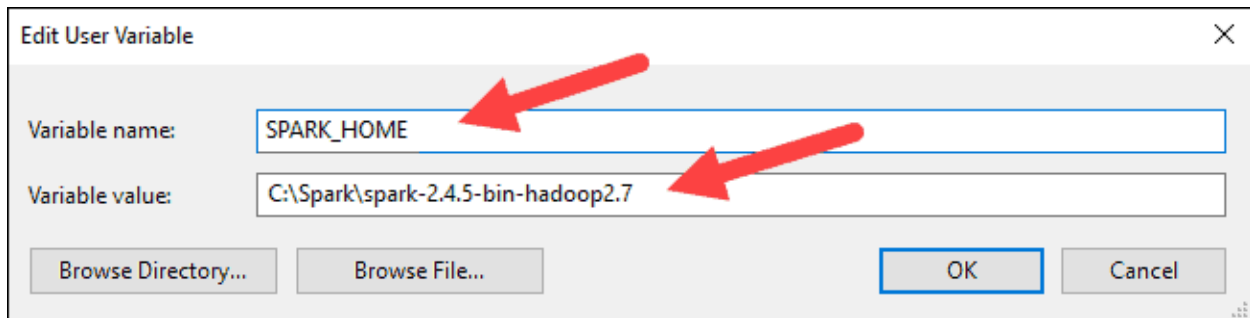 Edit User Variable
Variable name: SPARK_HOME
Variable value: C:\Spark\spark-2.4.5-bin-hadoop2.7
Browse Directory... Browse File... OK Cancel